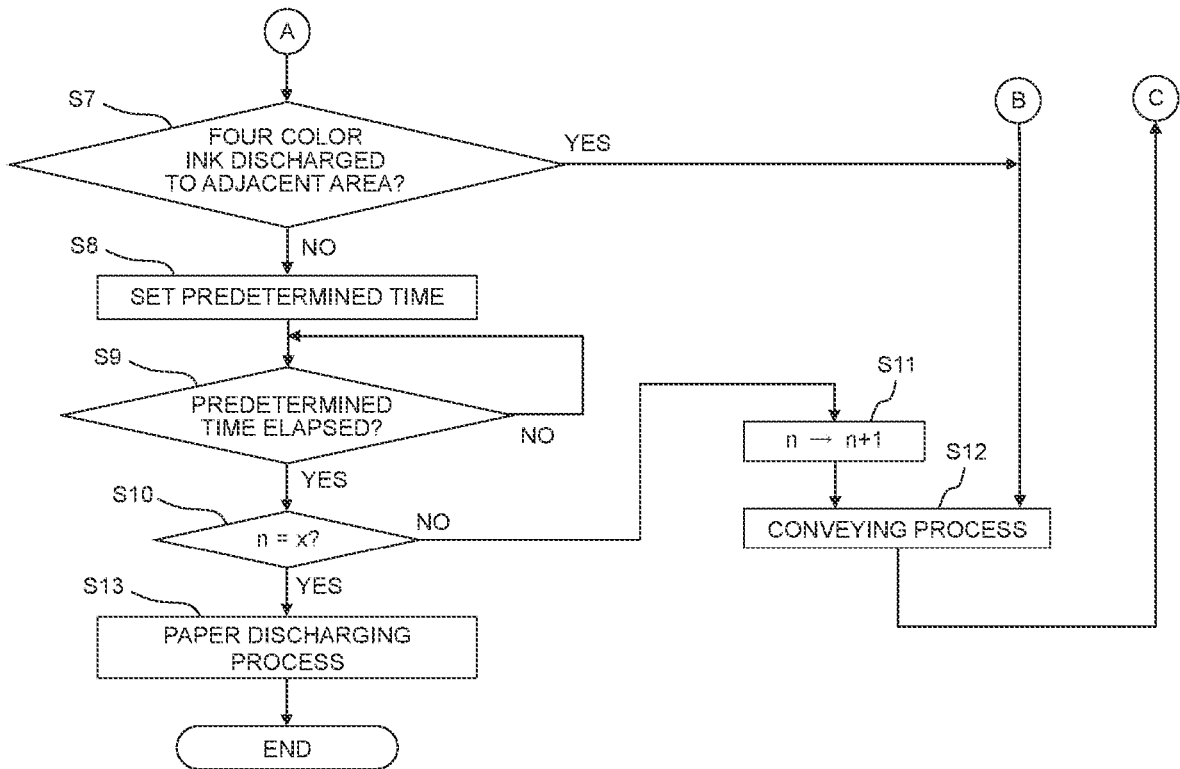 A
S7
FOUR COLOR
INK DISCHARGED
TO ADJACENT AREA?
YES
B
C
NO
S8
SET PREDETERMINED TIME
S9
PREDETERMINED
TIME ELAPSED?
NO
YES
S11
n → n+1
S10
n = x?
NO
S12
CONVEYING PROCESS
YES
S13
PAPER DISCHARGING
PROCESS
END